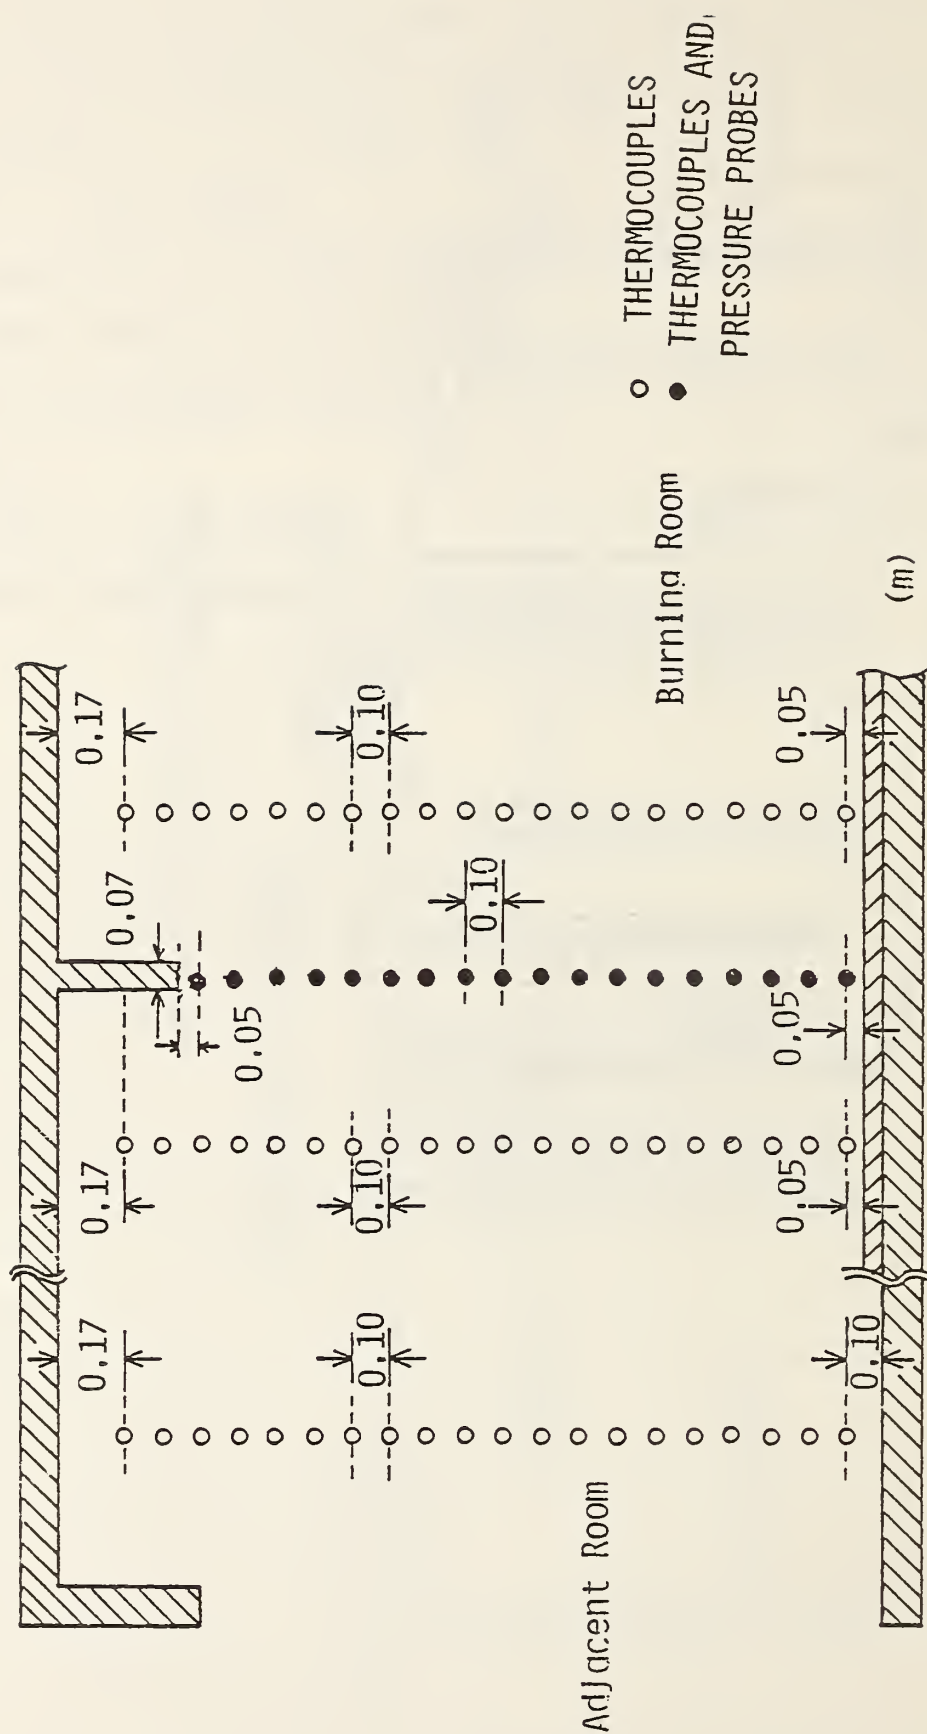 0.17
0.17
0.17
0.07
0.05
0.10
0.10
0.10
0.10
0.10
0.05
0.05
0.05
Adjacent Room
Burning Room
(m)
THERMOCOUPLES
THERMOCOUPLES AND
PRESSURE PROBES